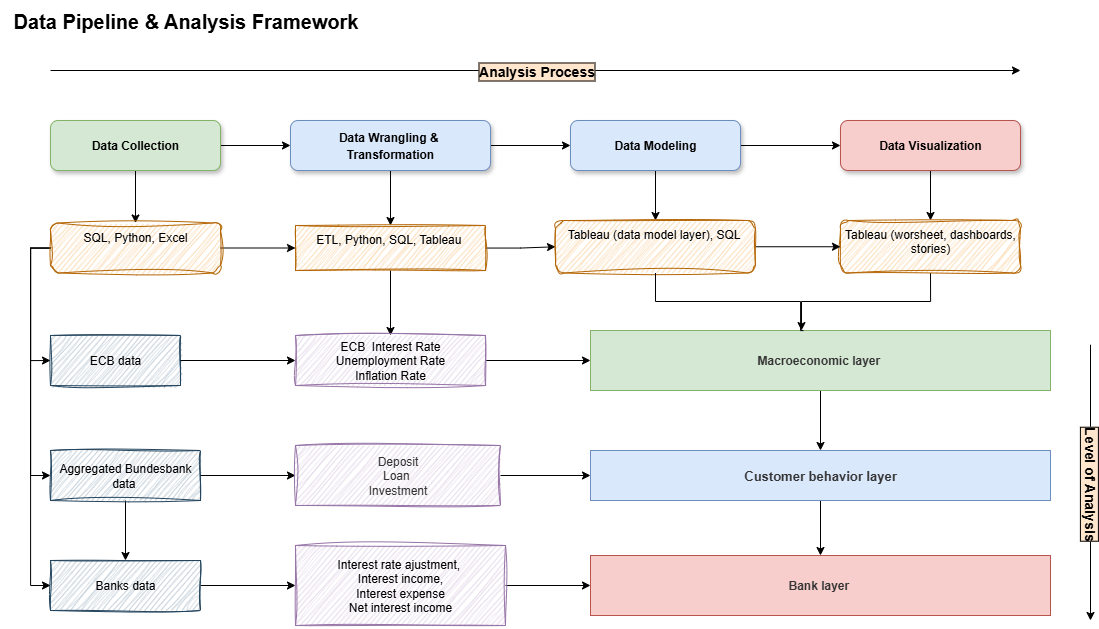 Data Pipeline & Analysis Framework
Analysis Process
Data Collection
Data Wrangling &
Transformation
Data Modeling
Data Visualization
SQL, Python, Excel
ETL, Python, SQL, Tableau
Tableau (data model layer), SQL
Tableau (worsheet, dashboards,
stories)
ECB data
ECB  Interest Rate
Unemployment Rate
Inflation Rate
Macroeconomic layer
Aggregated Bundesbank
data
Deposit
Loan
Investment
Customer behavior layer
Level of Analysis
Banks data
Interest rate ajustment,
Interest income,
Interest expense
Net interest income
Bank layer